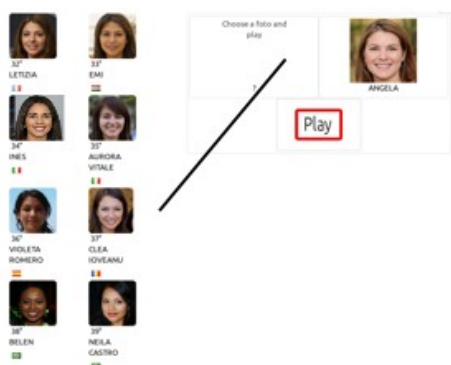 Choose a foto and
play
?
ANGELA
Play
32°
LETIZIA
33°
EMI
34°
INES
35°
AURORA
VITALE
36°
VIOLETA
ROMERO
37°
CLEA
IOVEANU
38°
BELEN
39°
NEILA
CASTRO